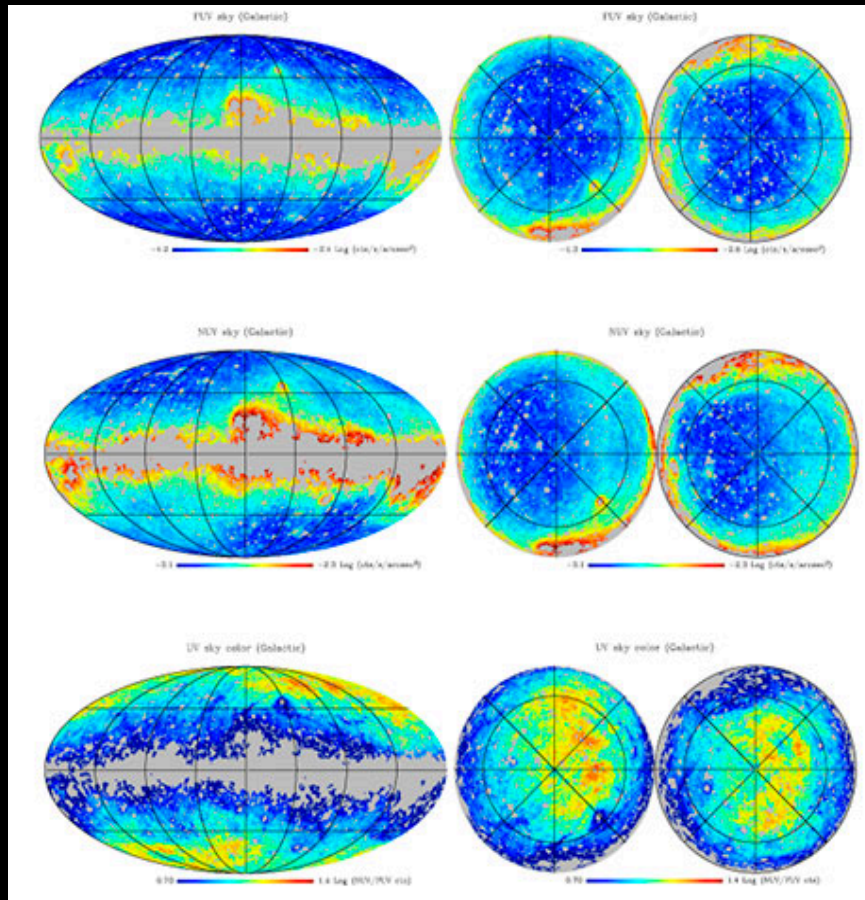 FUV sky (Galactic)
FUV sky (Galactic)
−4.2 −2.4 Log (cts/s/arcsec²)
−4.2 −2.6 Log (cts/s/arcsec²)
NUV sky (Galactic)
NUV sky (Galactic)
−3.1 −2.3 Log (cts/s/arcsec²)
−3.1 −2.3 Log (cts/s/arcsec²)
UV sky color (Galactic)
UV sky color (Galactic)
0.70 1.4 Log (NUV/FUV cts)
0.70 1.4 Log (NUV/FUV cts)